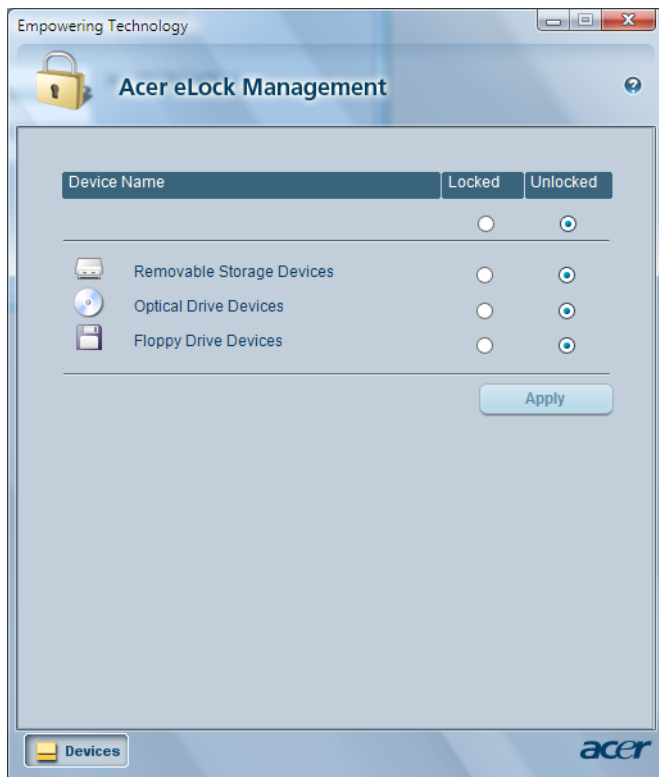 Empowering Technology
Acer eLock Management
Device Name Locked Unlocked
Removable Storage Devices
Optical Drive Devices
Floppy Drive Devices
Apply
Devices acer